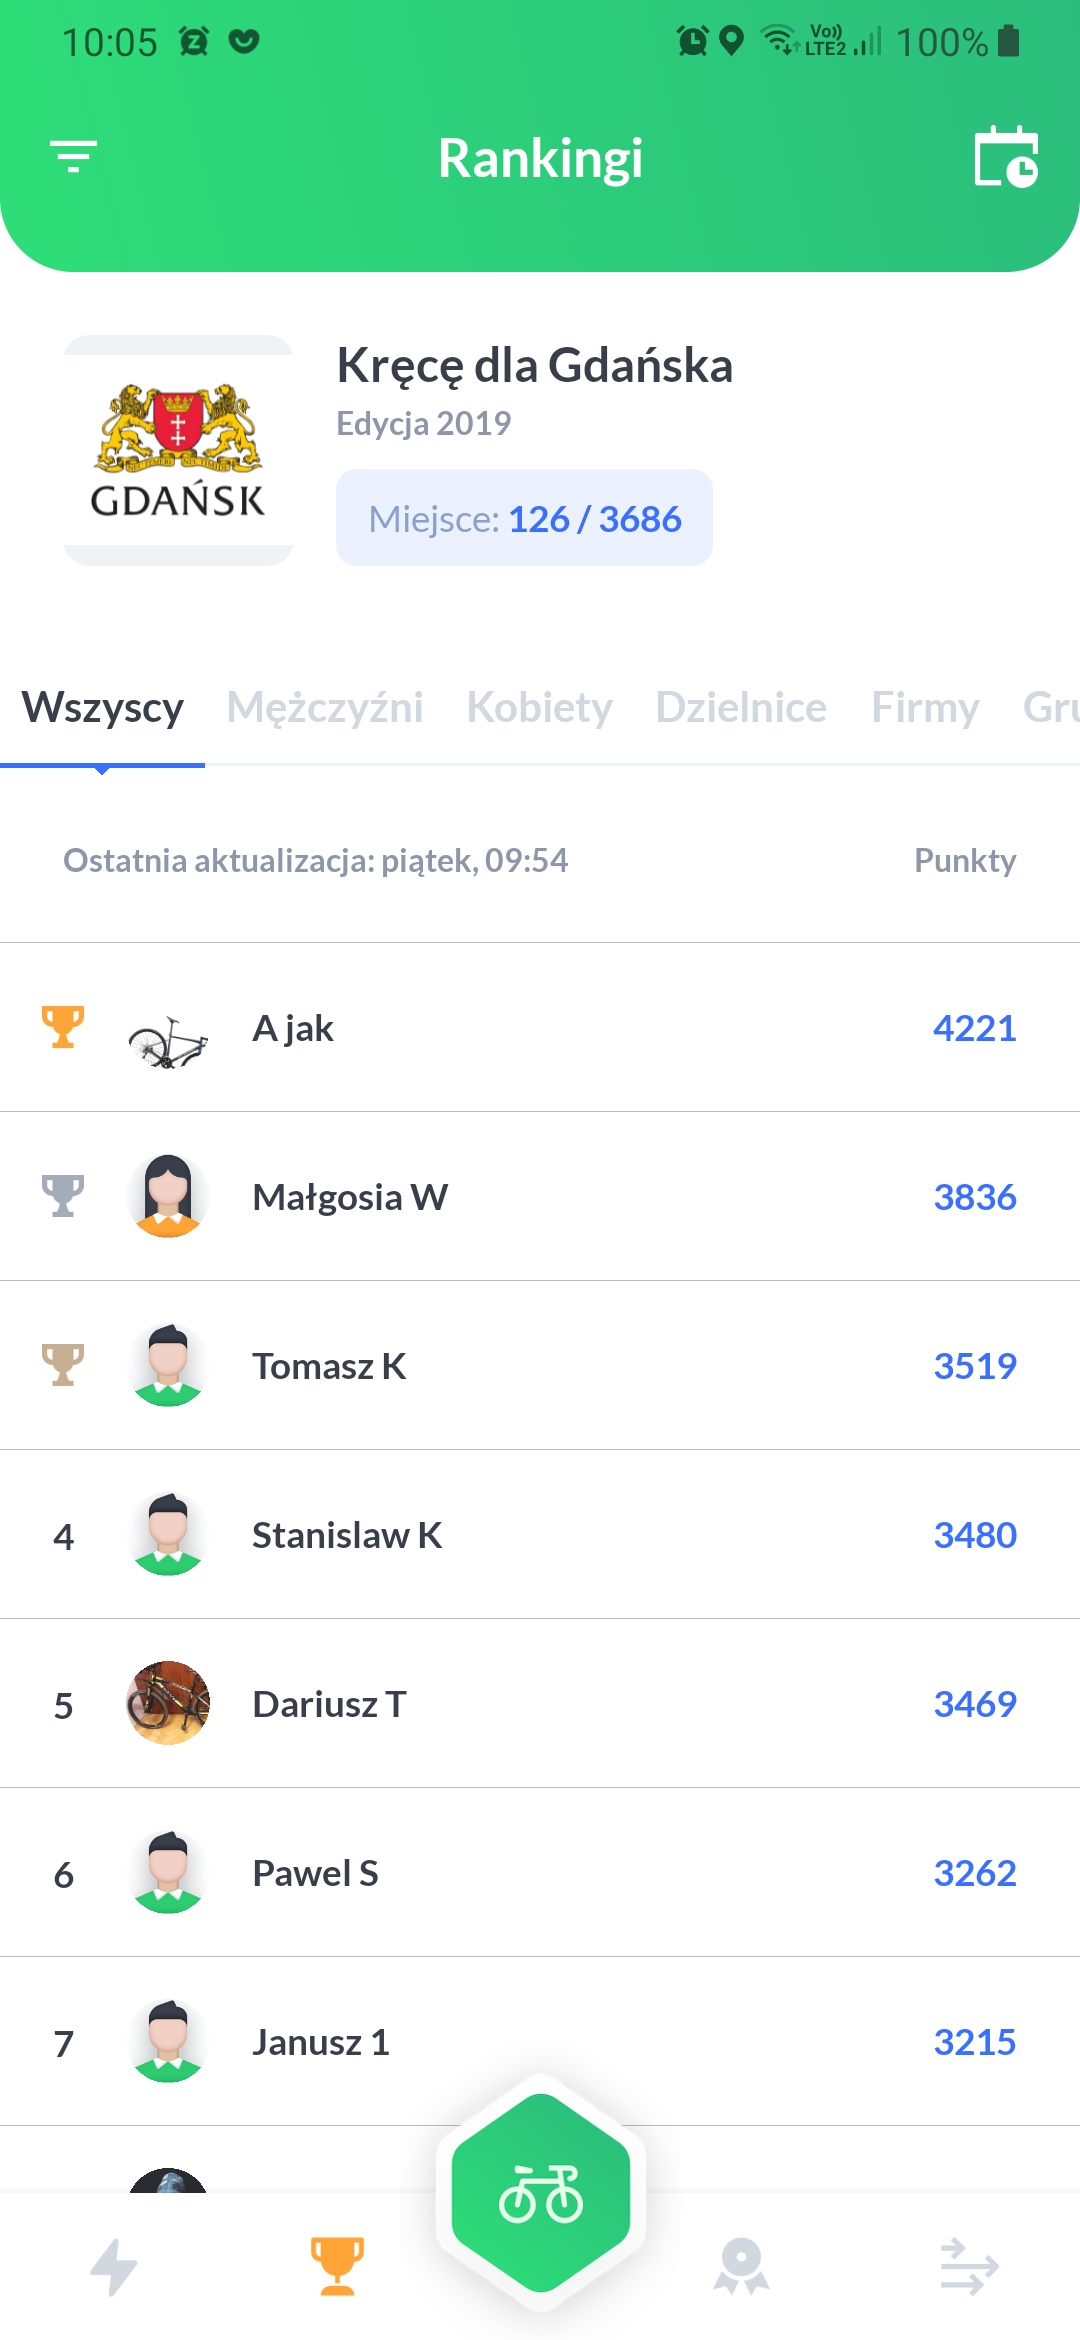 10:05 Vo)) LTE2 100%
Rankingi
GDAŃSK
Kręcę dla Gdańska
Edycja 2019
Miejsce: 126 / 3686
Wszyscy Mężczyźni Kobiety Dzielnice Firmy Gru
Ostatnia aktualizacja: piątek, 09:54 Punkty
A jak 4221
Małgosia W 3836
Tomasz K 3519
4 Stanislaw K 3480
5 Dariusz T 3469
6 Pawel S 3262
7 Janusz 1 3215